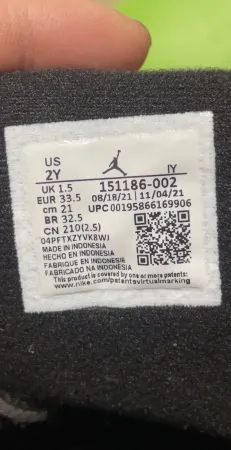 US
2Y IY
UK 1.5 151186-002
EUR 33.5 08/18/21 | 11/04/21
cm 21 UPC 00195866169906
BR 32.5
CN 210(2.5)
04PFTXZYVK8WJ
MADE IN INDONESIA
HECHO EN INDONESIA
FABRIQUE EN INDONESIE
FABRICADO NA INDONESIA
This product is covered by one or more patents:
www.nike.com/patentsvirtualmarking